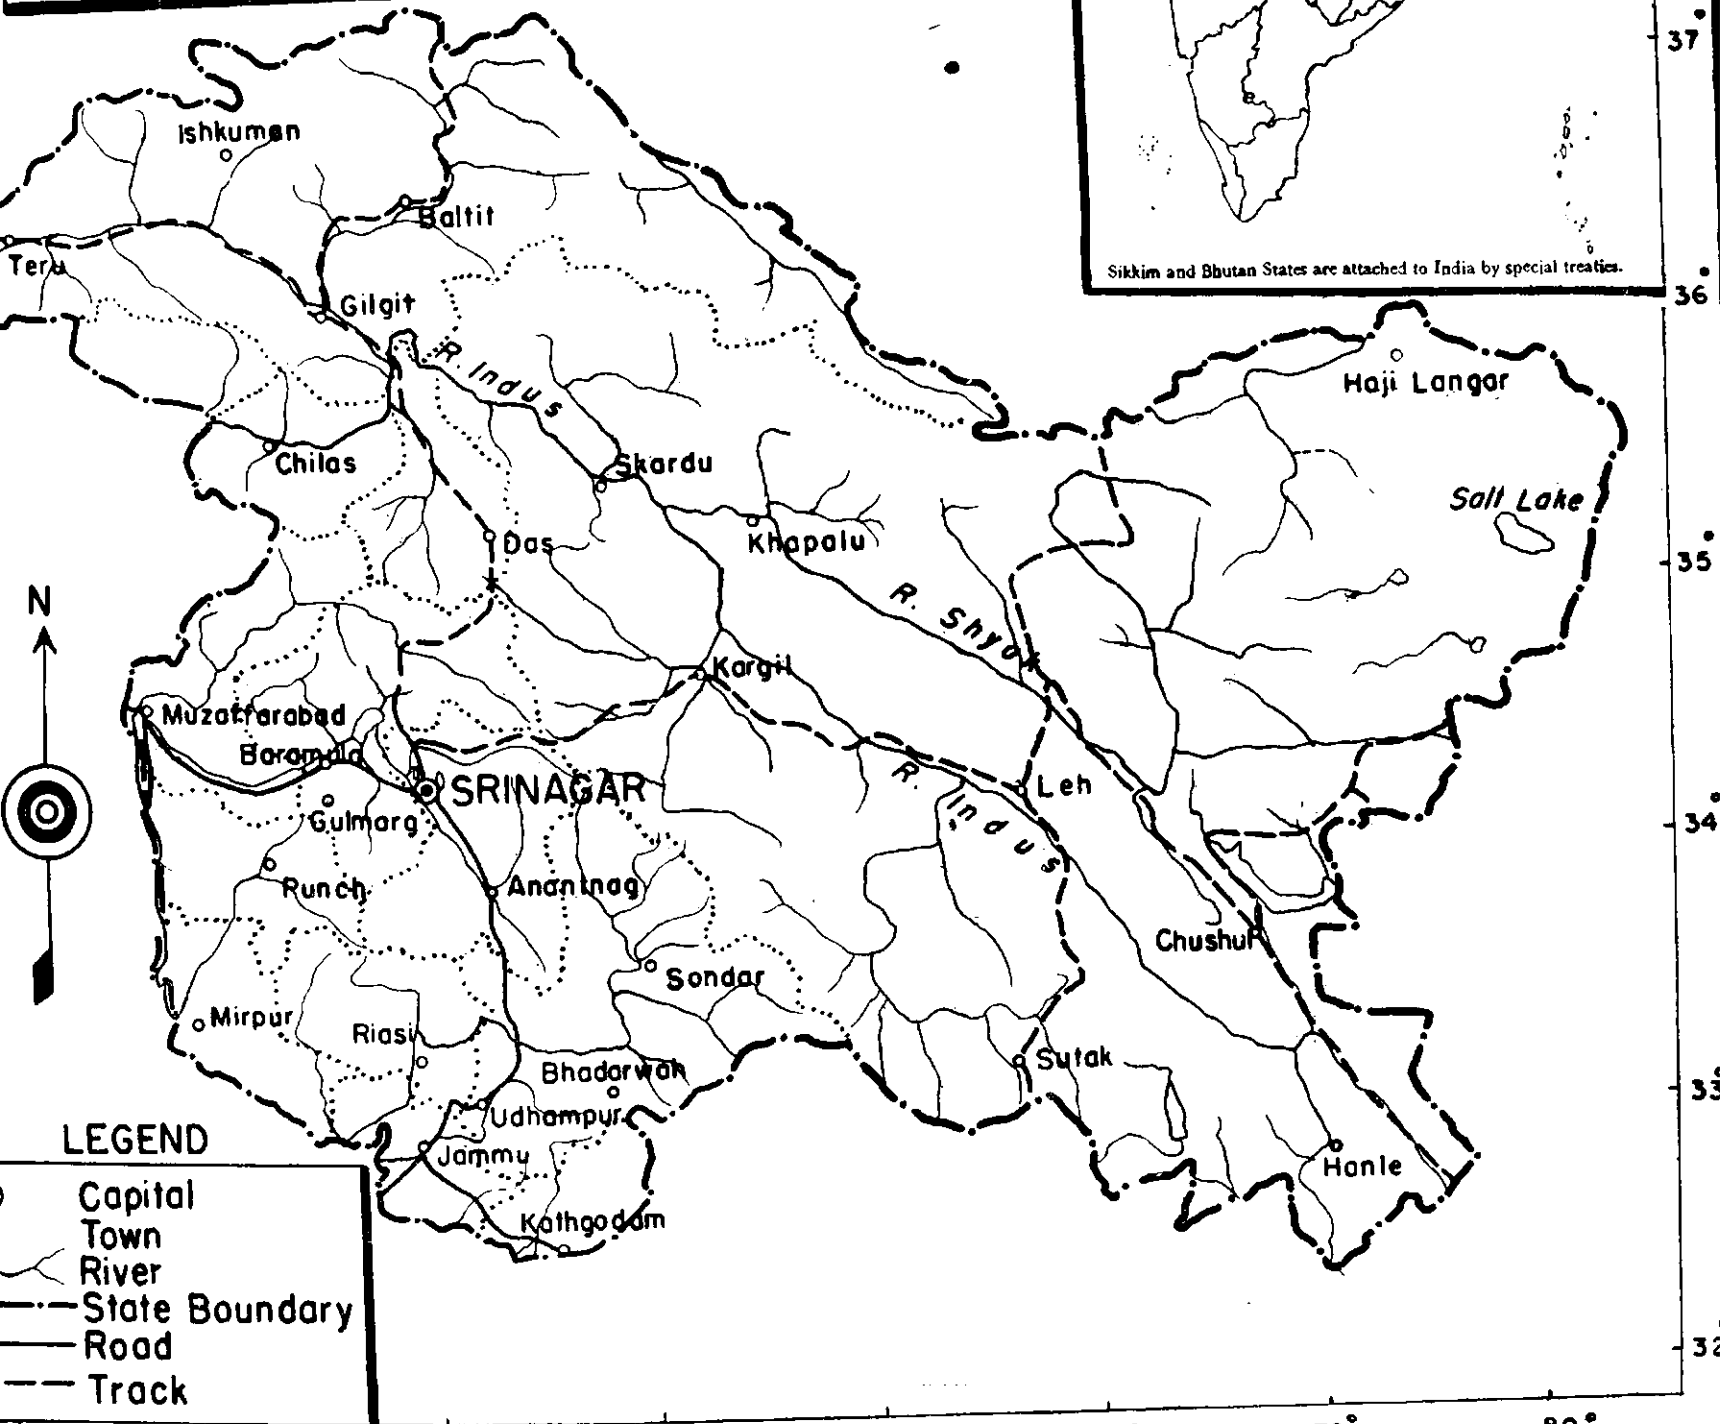 37°
Sikkim and Bhutan States are attached to India by special treaties.
36°
Ishkuman
Baltit
Teru
Gilgit
R. Indus
Haji Langar
Chilas
Skardu
Salt Lake
Das
Khapalu
35°
N
R. Shyok
Kargil
Muzaffarabad
Baramula
SRINAGAR
R. Indus
Leh
34°
Gulmarg
Punch
Anantnag
Chushul
Sondar
Mirpur
Riasi
Sutak
Bhadarwah
33
Udhampur
LEGEND
Jammu
Hanle
Capital
Kathgodam
Town
River
State Boundary
Road
32
Track
80°